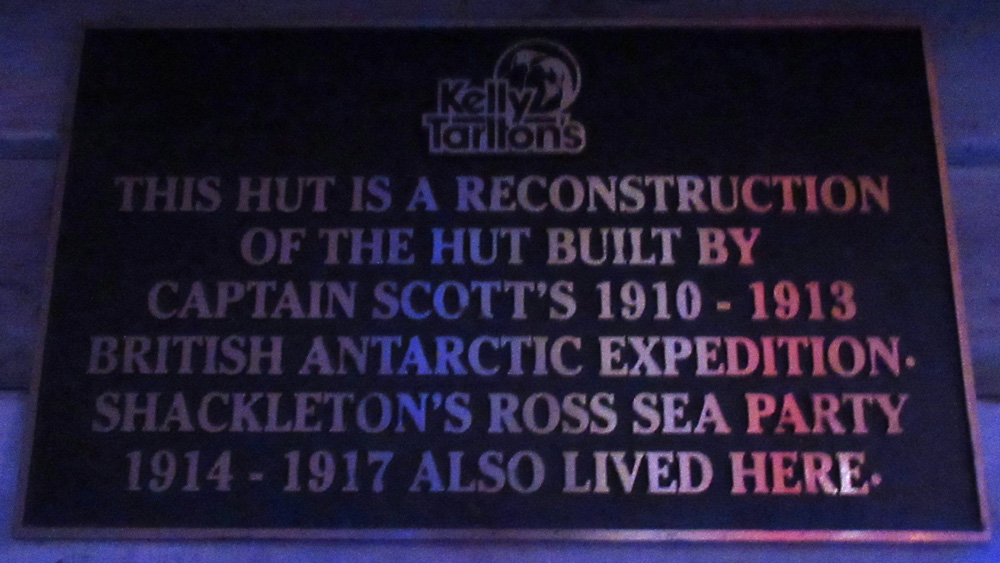 Kelly
Tarlton's
THIS HUT IS A RECONSTRUCTION
OF THE HUT BUILT BY
CAPTAIN SCOTT'S 1910 - 1913
BRITISH ANTARCTIC EXPEDITION.
SHACKLETON'S ROSS SEA PARTY
1914 - 1917 ALSO LIVED HERE.